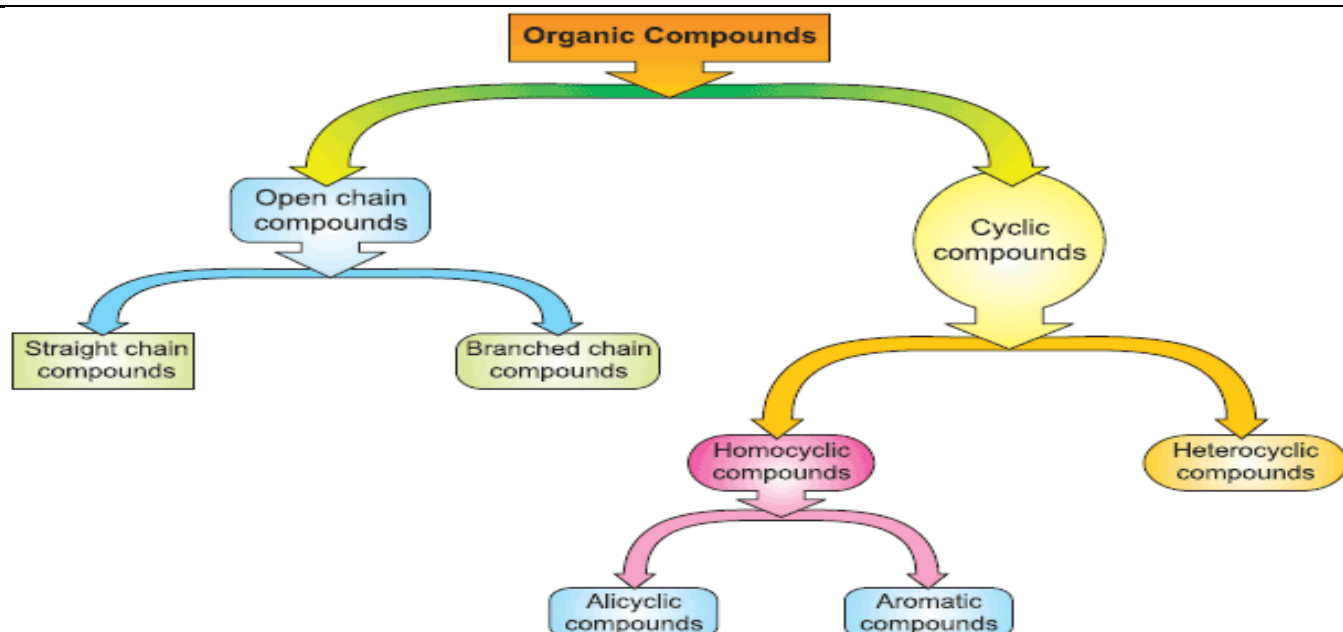 Organic Compounds
Open chain
compounds
Cyclic
compounds
Straight chain
compounds
Branched chain
compounds
Homocyclic
compounds
Heterocyclic
compounds
Alicyclic
compounds
Aromatic
compounds